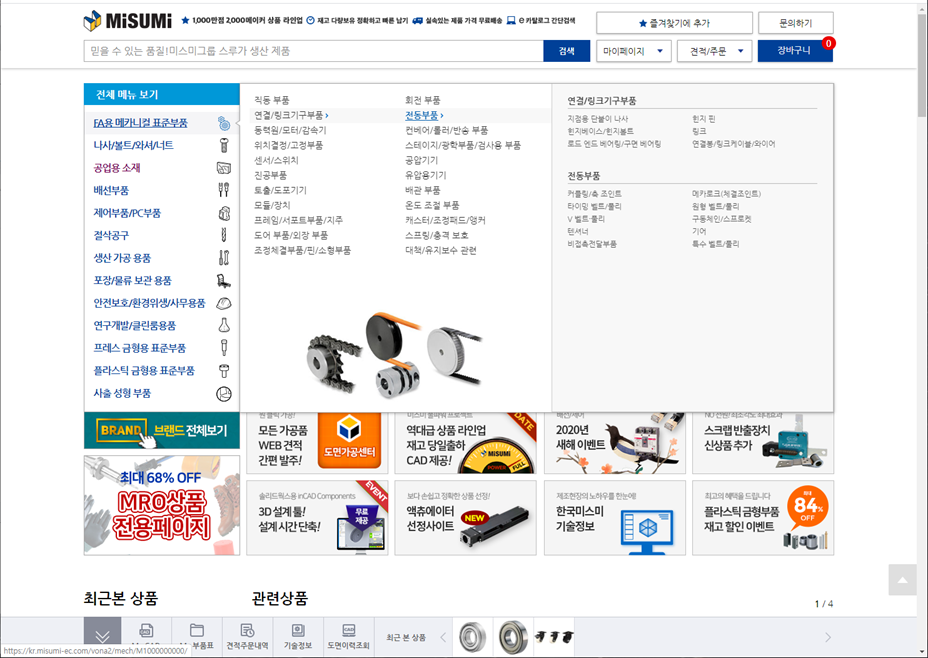 MiSUMi
★ 1,000만점 2,000메이커 상품 라인업
재고 다량보유 정확하고 빠른 납기
실속있는 제품 가격 무료배송
e 카탈로그 간단검색
★ 즐겨찾기에 추가
문의하기
믿을 수 있는 품질!미스미그룹 스루가 생산 제품
검색
마이페이지
견적/주문
장바구니
0
전체 메뉴 보기
FA용 메카니컬 표준부품
나사/볼트/와셔/너트
공업용 소재
배선부품
제어부품/PC부품
절삭공구
생산 가공 용품
포장/물류 보관 용품
안전보호/환경위생/사무용품
연구개발/클린룸용품
프레스 금형용 표준부품
플라스틱 금형용 표준부품
사출 성형 부품
직동 부품
연결/링크기구부품 ›
동력원/모터/감속기
위치결정/고정부품
센서/스위치
진공부품
토출/도포기기
모듈/장치
프레임/서포트부품/지주
도어 부품/외장 부품
조정체결부품/핀/소형부품
회전 부품
전동부품 ›
컨베어/롤러/반송 부품
스테이지/광학부품/검사용 부품
공압기기
유압용기기
배관 부품
온도 조절 부품
캐스터/조정패드/앵커
스프링/충격 보호
대책/유지보수 관련
연결/링크기구부품
지점용 단붙이 나사
힌지 핀
힌지베이스/힌지볼트
링크
로드 엔드 베어링/구면 베어링
연결봉/링크케이블/와이어
전동부품
커플링/축 조인트
메카로크(체결조인트)
타이밍 벨트/풀리
원형 벨트/풀리
V 벨트·풀리
구동체인/스프로켓
텐셔너
기어
비접촉전달부품
특수 벨트/풀리
BRAND 브랜드 전체보기
모든 가공품
WEB 견적
간편 발주!
도면가공센터
역대급 상품 라인업
재고 당일출하
CAD 제공!
UPDATE
MiSUMi
POWER FULL
2020년
새해 이벤트
스크랩 반출장치
신상품 추가
최대 68% OFF
MRO상품
전용페이지
솔리드웍스용 inCAD Components
3D 설계 툴!
설계 시간 단축!
EVENT
무료
제공
보다 손쉽고 정확한 상품 선정!
액츄에이터
선정사이트
NEW
제조현장의 노하우를 한눈에!
한국미스미
기술정보
최고의 혜택을 드립니다
플라스틱 금형부품
재고 할인 이벤트
84%
OFF
최근본 상품
관련상품
1 / 4
부품표
견적주문내역
기술정보
도면이력조회
최근 본 상품
https://kr.misumi-ec.com/vona2/mech/M1000000000/